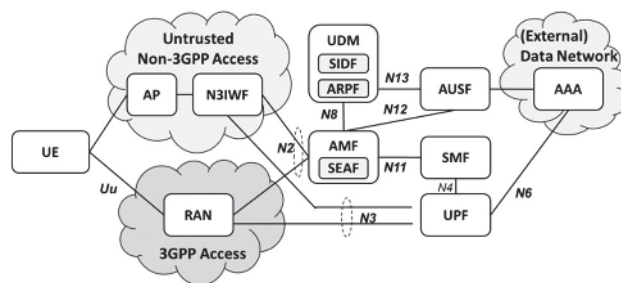 Untrusted
Non-3GPP Access
AP
N3IWF
UE
Uu
RAN
3GPP Access
UDM
SIDF
ARPF
N13
AUSF
(External)
Data Network
AAA
N8
N12
N2
AMF
SEAF
N11
SMF
N4
N6
N3
UPF